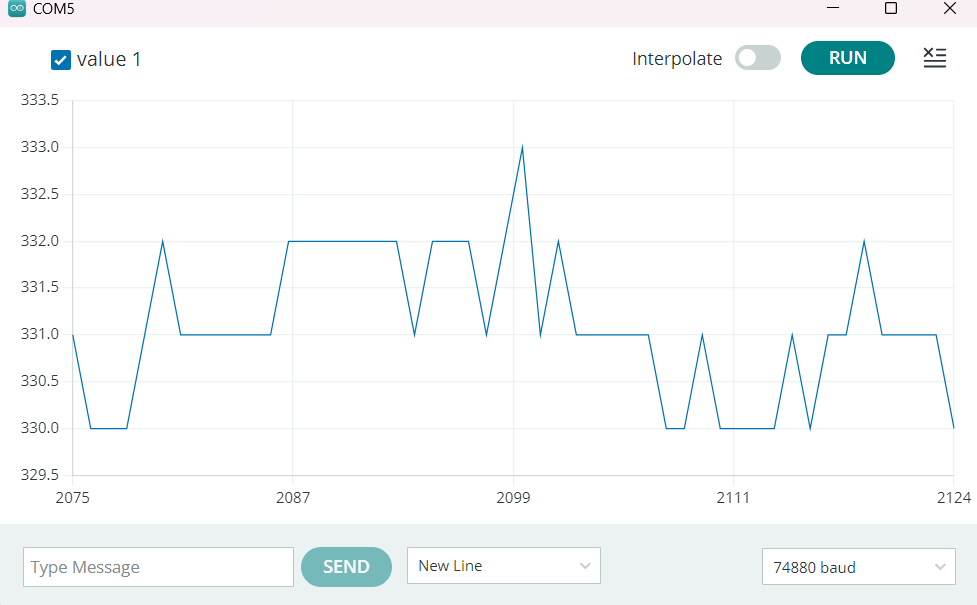 COM5
value 1
Interpolate
RUN
333.5
333.0
332.5
332.0
331.5
331.0
330.5
330.0
329.5
2075 2087 2099 2111 2124
Type Message
SEND
New Line
74880 baud